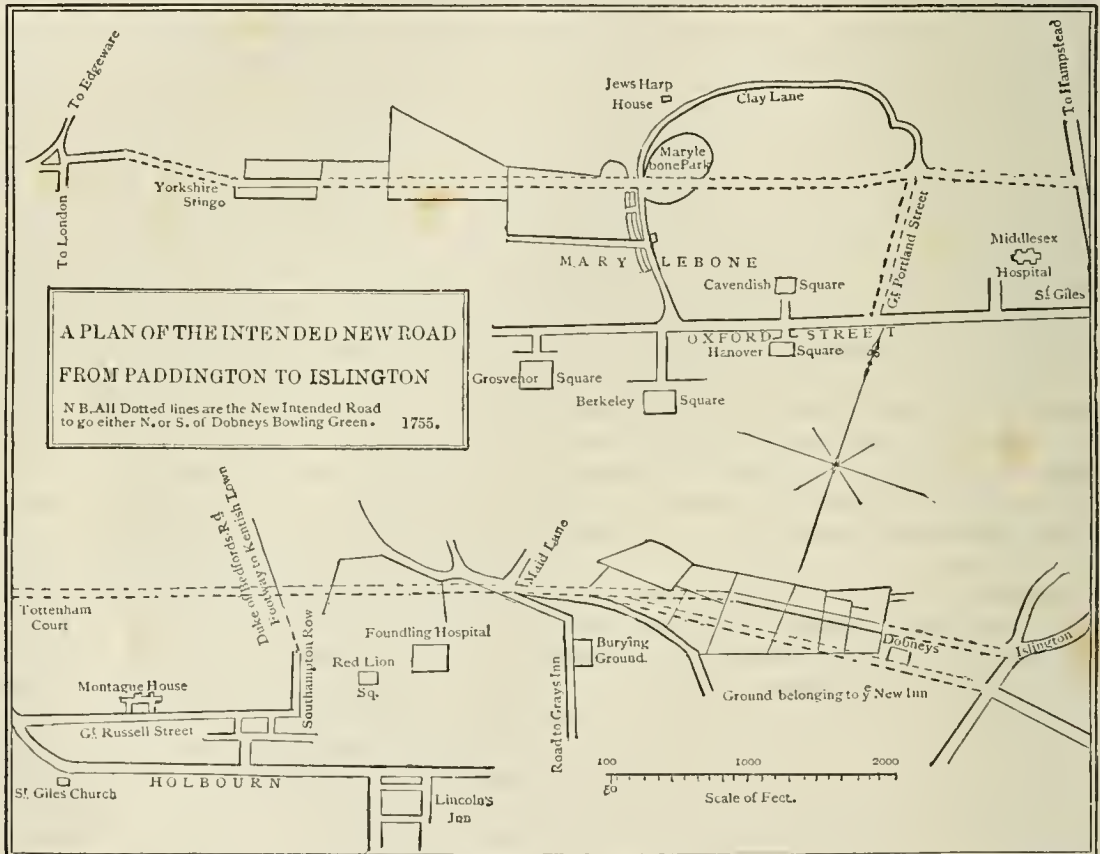 To Edgeware
To London
Yorkshire
Stingo
Jews Harp
House
Clay Lane
Maryle
bone Park
To Hampstead
MARY LEBONE
Gt. Portland Street
Middlesex
Hospital
St. Giles
Cavendish Square
OXFORD STREET
Hanover Square
Grosvenor Square
Berkeley Square
A PLAN OF THE INTENDED NEW ROAD
FROM PADDINGTON TO ISLINGTON
N B. All Dotted lines are the New Intended Road
to go either N. or S. of Dobneys Bowling Green. 1755.
Tottenham
Court
Duke of Bedfords Rd.
Footway to Kentish Town
Southampton Row
Maid Lane
Foundling Hospital
Red Lion
Sq.
Burying
Ground.
Road to Grays Inn
Dobneys
Islington
Ground belonging to ye New Inn
Montague House
Gt. Russell Street
HOLBOURN
St. Giles Church
Lincoln's
Inn
100 1000 2000
50
Scale of Feet.